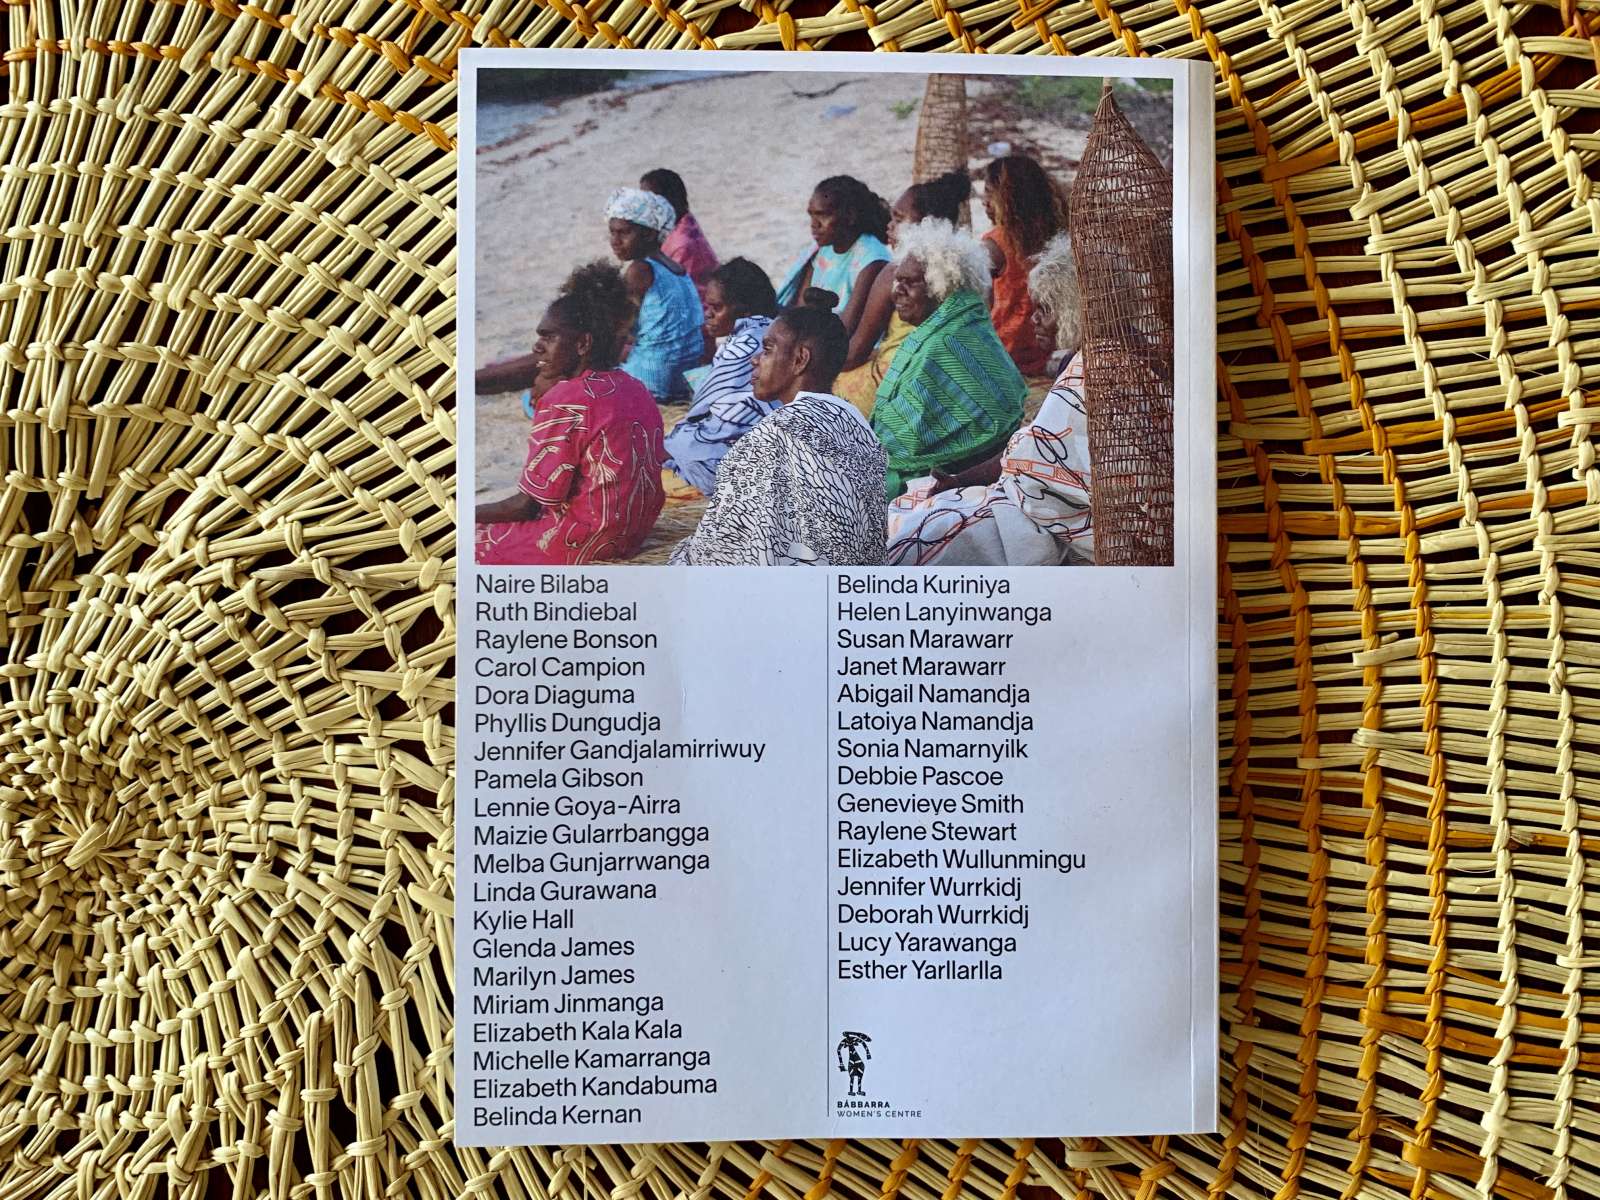 Naire Bilaba
Ruth Bindiebal
Raylene Bonson
Carol Campion
Dora Diaguma
Phyllis Dungudja
Jennifer Gandjalamirriwuy
Pamela Gibson
Lennie Goya-Airra
Maizie Gularrbangga
Melba Gunjarrwanga
Linda Gurawana
Kylie Hall
Glenda James
Marilyn James
Miriam Jinmanga
Elizabeth Kala Kala
Michelle Kamarranga
Elizabeth Kandabuma
Belinda Kernan
Belinda Kuriniya
Helen Lanyinwanga
Susan Marawarr
Janet Marawarr
Abigail Namandja
Latoiya Namandja
Sonia Namarnyilk
Debbie Pascoe
Genevieve Smith
Raylene Stewart
Elizabeth Wullunmingu
Jennifer Wurrkidj
Deborah Wurrkidj
Lucy Yarawanga
Esther Yarllarlla
BÁBBARRA
WOMEN'S CENTRE